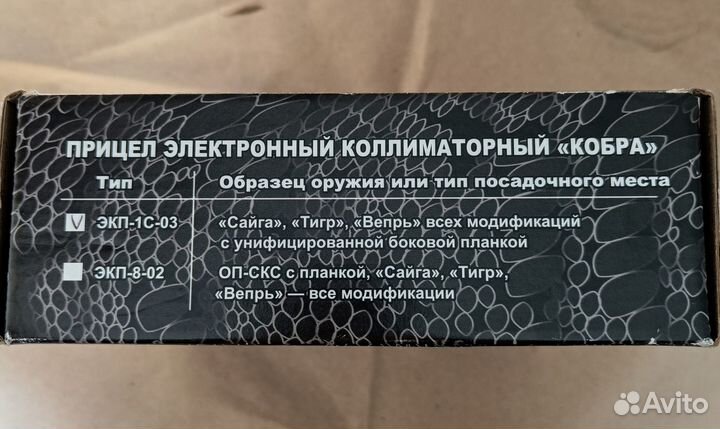 ПРИЦЕЛ ЭЛЕКТРОННЫЙ КОЛЛИМАТОРНЫЙ «КОБРА»
Тип Образец оружия или тип посадочного места
V ЭКП-1С-03 «Сайга», «Тигр», «Вепрь» всех модификаций
с унифицированной боковой планкой
ЭКП-8-02 ОП-СКС с планкой, «Сайга», «Тигр»,
«Вепрь» — все модификации
Avito